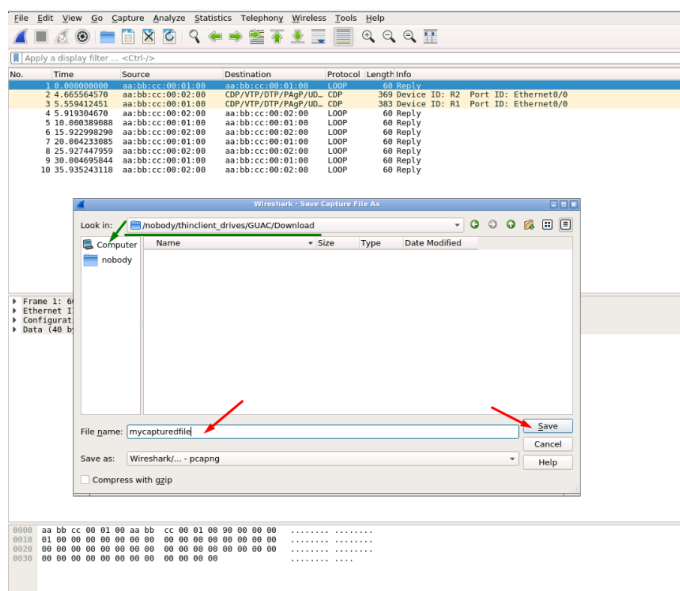 File Edit View Go Capture Analyze Statistics Telephony Wireless Tools Help
Apply a display filter ... <Ctrl-/>
No. Time Source Destination Protocol Length Info
1 0.000000000 aa:bb:cc:00:01:00 aa:bb:cc:00:01:00 LOOP 60 Reply
2 4.665564570 aa:bb:cc:00:02:00 CDP/VTP/DTP/PAgP/UD… CDP 369 Device ID: R2 Port ID: Ethernet0/0
3 5.559412451 aa:bb:cc:00:01:00 CDP/VTP/DTP/PAgP/UD… CDP 383 Device ID: R1 Port ID: Ethernet0/0
4 5.919304670 aa:bb:cc:00:02:00 aa:bb:cc:00:02:00 LOOP 60 Reply
5 10.000389088 aa:bb:cc:00:01:00 aa:bb:cc:00:01:00 LOOP 60 Reply
6 15.922998290 aa:bb:cc:00:02:00 aa:bb:cc:00:02:00 LOOP 60 Reply
7 20.004233085 aa:bb:cc:00:01:00 aa:bb:cc:00:01:00 LOOP 60 Reply
8 25.927447959 aa:bb:cc:00:02:00 aa:bb:cc:00:02:00 LOOP 60 Reply
9 30.004695844 aa:bb:cc:00:01:00 aa:bb:cc:00:01:00 LOOP 60 Reply
10 35.935243118 aa:bb:cc:00:02:00 aa:bb:cc:00:02:00 LOOP 60 Reply
Wireshark · Save Capture File As
Look in: /nobody/thinclient_drives/GUAC/Download
Computer
nobody
Name Size Type Date Modified
Frame 1: 6
Ethernet I
Configurat
Data (40 b
File name: mycapturedfile
Save
Cancel
Save as: Wireshark/... - pcapng
Help
Compress with gzip
0000 aa bb cc 00 01 00 aa bb cc 00 01 00 90 00 00 00 ........ ........
0010 01 00 00 00 00 00 00 00 00 00 00 00 00 00 00 00 ........ ........
0020 00 00 00 00 00 00 00 00 00 00 00 00 00 00 00 00 ........ ........
0030 00 00 00 00 00 00 00 00 00 00 00 00 ........ ....